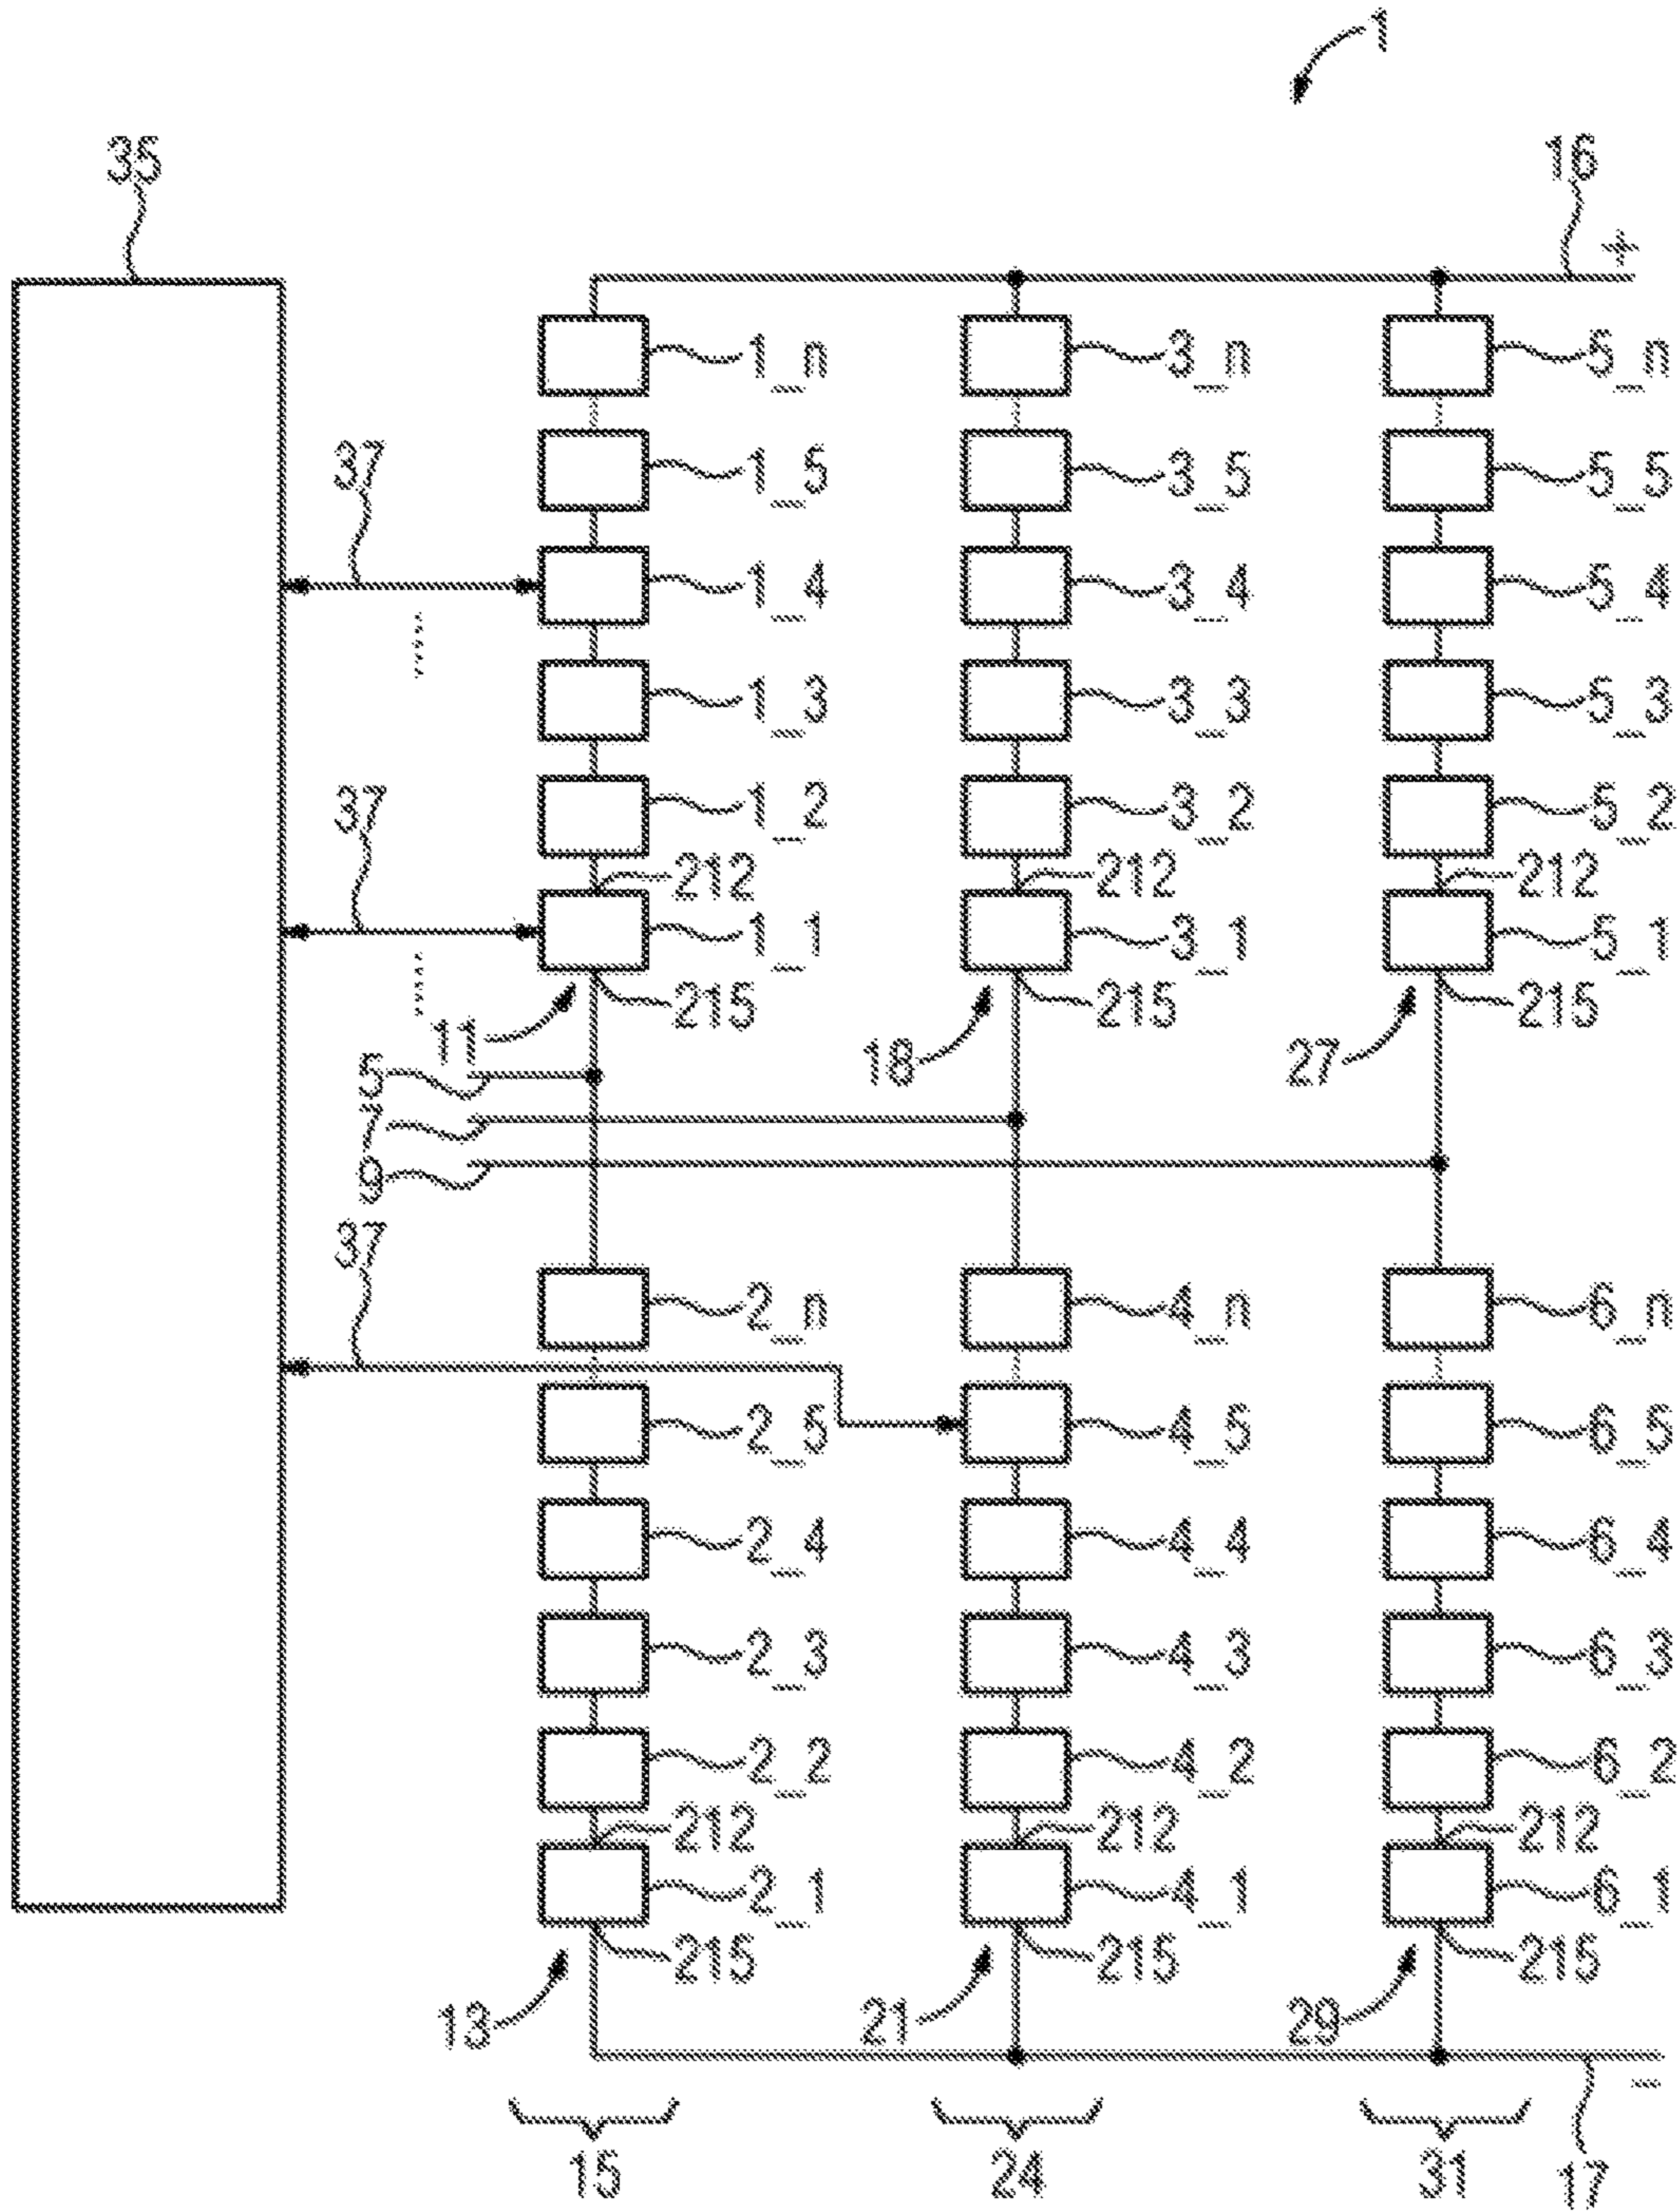 1
35
16
+
1_n 3_n 5_n
37 1_5 3_5 5_5
1_4 3_4 5_4
1_3 3_3 5_3
37 1_2 3_2 5_2
212 212 212
1_1 3_1 5_1
215 215 215
11 18 27
5
7
9
37
2_n 4_n 6_n
2_5 4_5 6_5
2_4 4_4 6_4
2_3 4_3 6_3
2_2 4_2 6_2
212 212 212
2_1 4_1 6_1
215 215 215
13 21 29
−
15 24 31 17